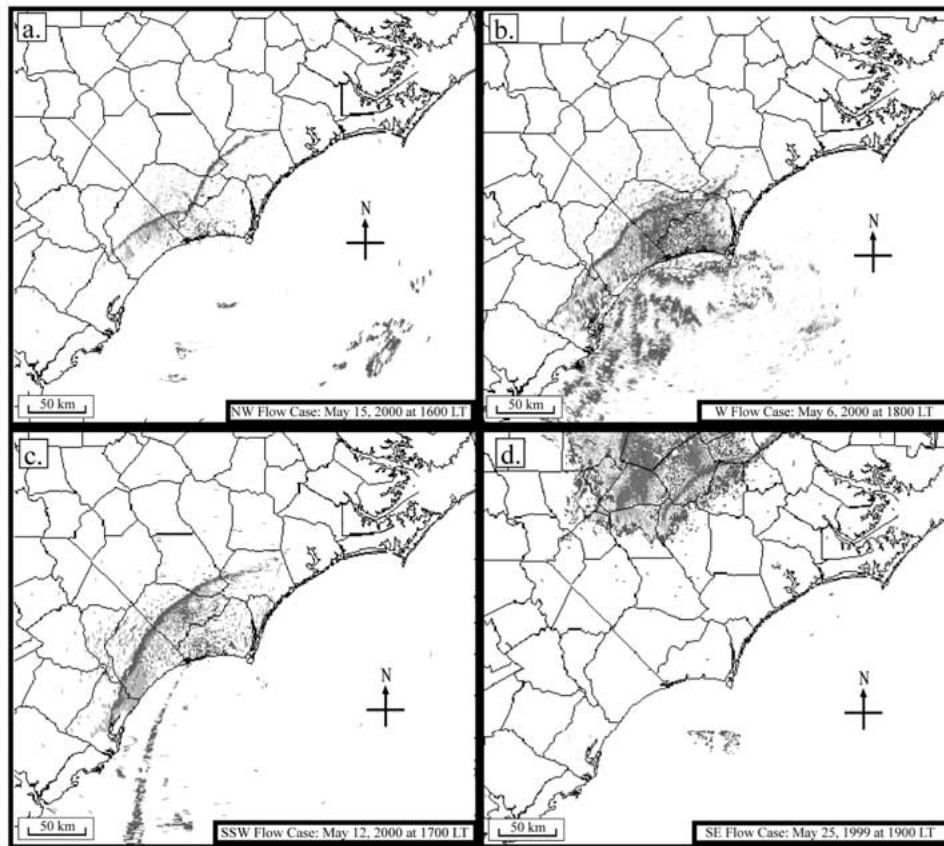 a.
N
50 km
NW Flow Case: May 15, 2000 at 1600 LT
b.
N
50 km
W Flow Case: May 6, 2000 at 1800 LT
c.
N
50 km
SSW Flow Case: May 12, 2000 at 1700 LT
d.
N
50 km
SE Flow Case: May 25, 1999 at 1900 LT